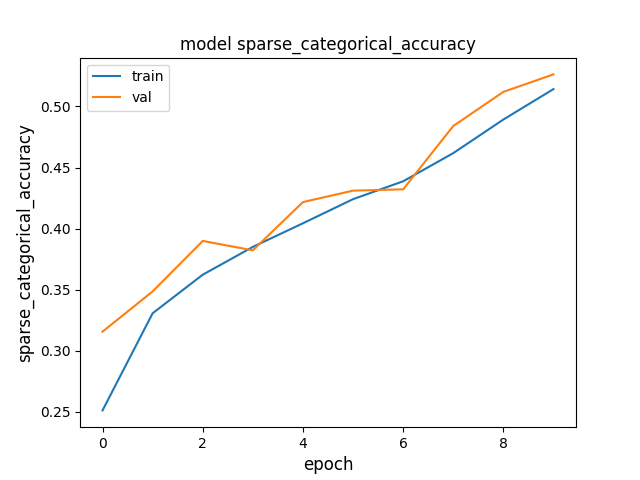 model sparse_categorical_accuracy
train
val
sparse_categorical_accuracy
0.50
0.45
0.40
0.35
0.30
0.25
0 2 4 6 8
epoch